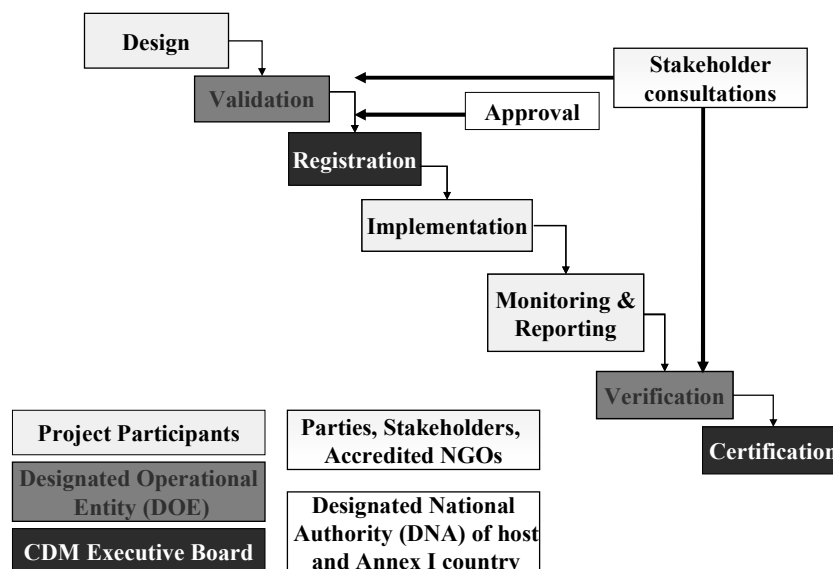 Design
Stakeholder
consultations
Validation
Approval
Registration
Implementation
Monitoring &
Reporting
Verification
Certification
Project Participants
Parties, Stakeholders,
Accredited NGOs
Designated Operational
Entity (DOE)
Designated National
Authority (DNA) of host
and Annex I country
CDM Executive Board